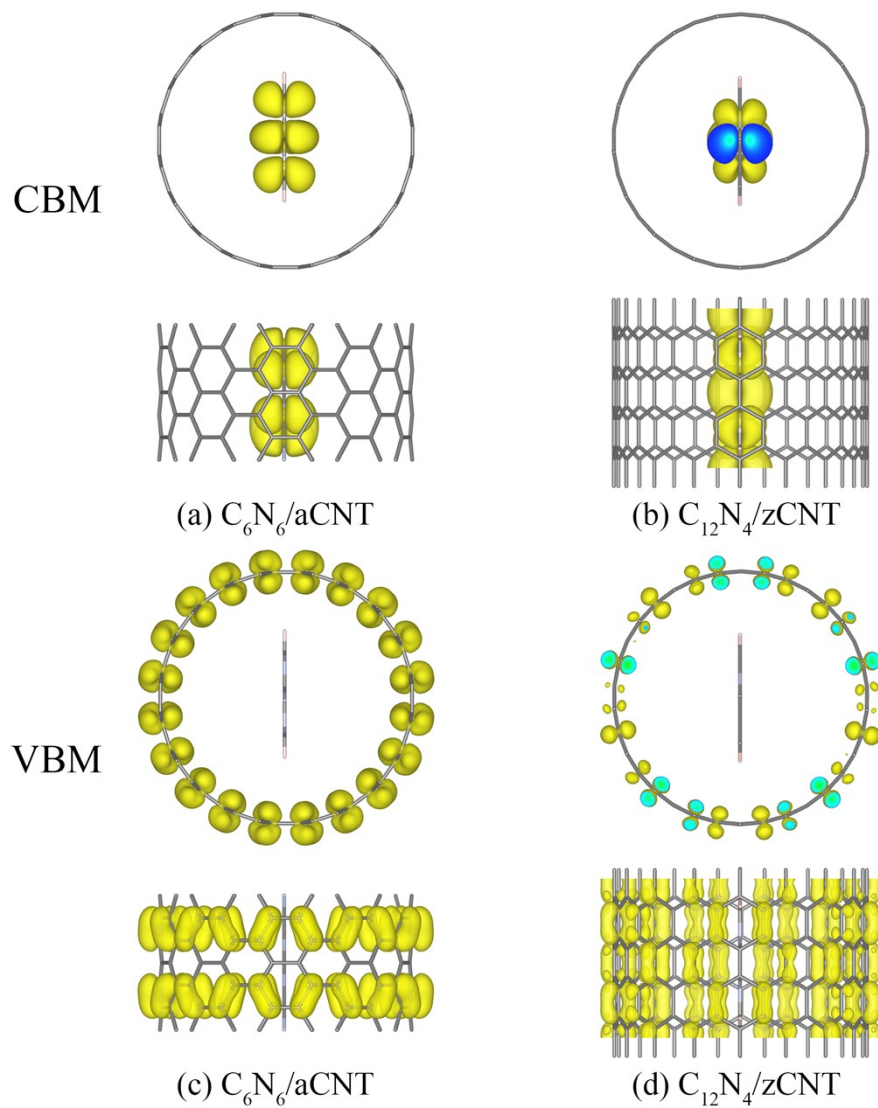 CBM
(a) C₆N₆/aCNT
(b) C₁₂N₄/zCNT
VBM
(c) C₆N₆/aCNT
(d) C₁₂N₄/zCNT